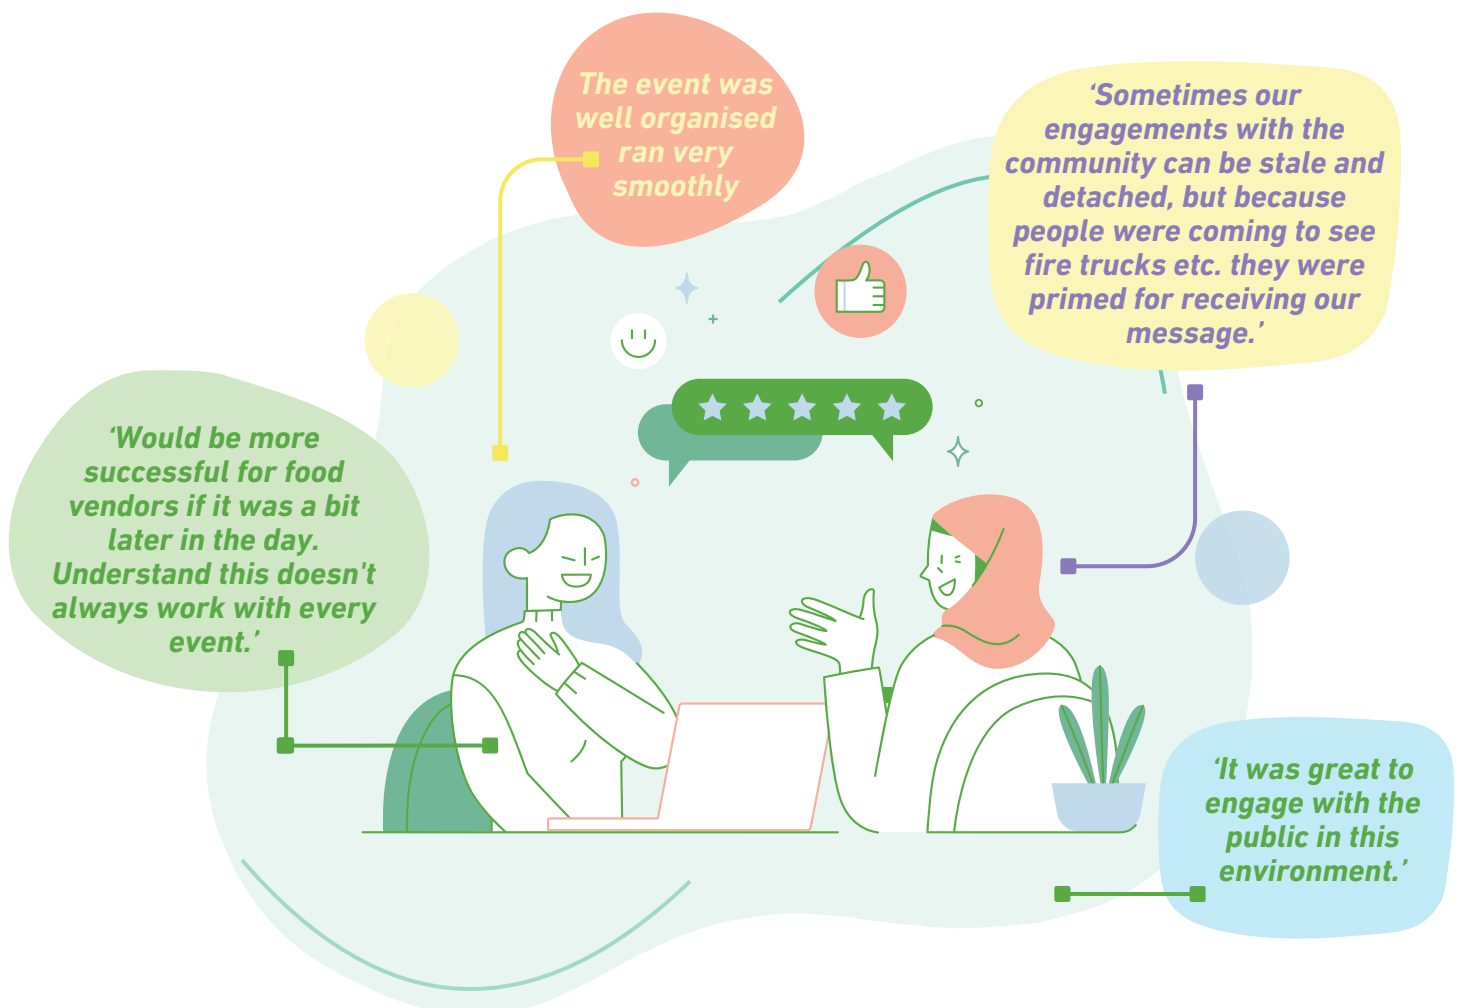 The event was
well organised
ran very
smoothly
‘Sometimes our
engagements with the
community can be stale and
detached, but because
people were coming to see
fire trucks etc. they were
primed for receiving our
message.’
‘Would be more
successful for food
vendors if it was a bit
later in the day.
Understand this doesn't
always work with every
event.’
‘It was great to
engage with the
public in this
environment.’